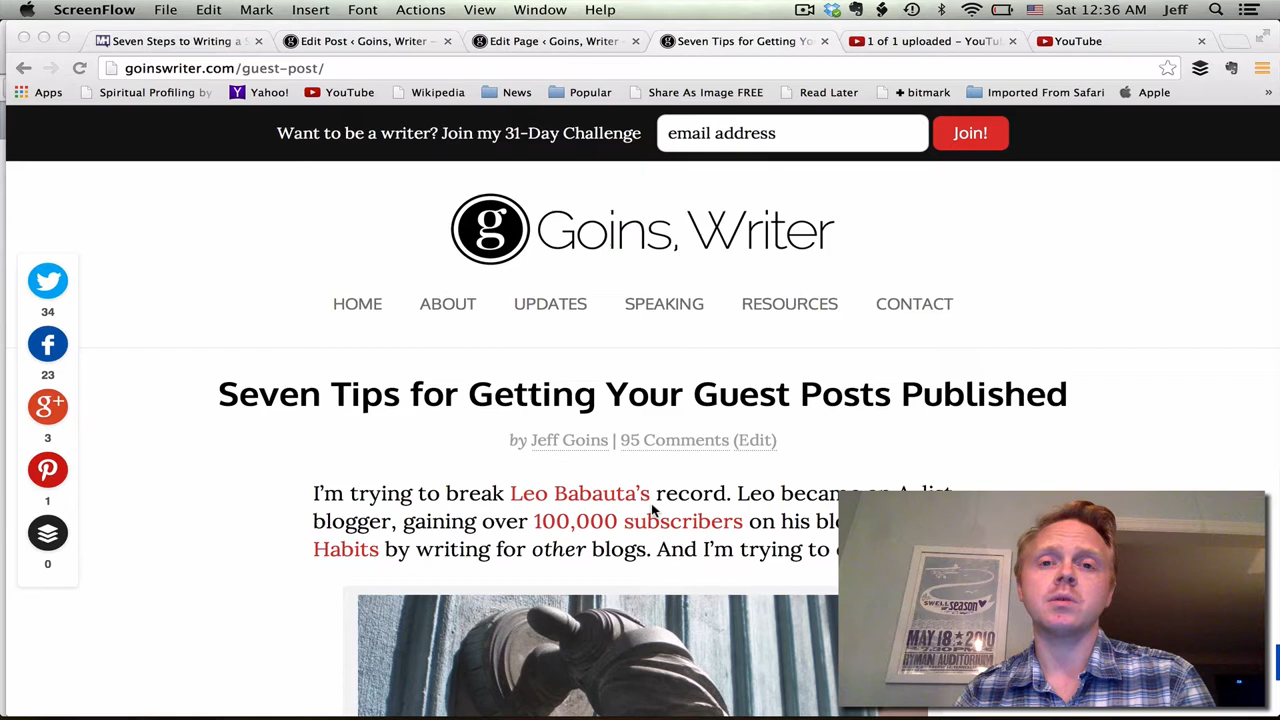 ScreenFlow File Edit Mark Insert Font Actions View Window Help Sat 12:36 AM Jeff
Seven Steps to Writing a S Edit Post ‹ Goins, Writer — Edit Page ‹ Goins, Writer — Seven Tips for Getting Yo 1 of 1 uploaded – YouTu YouTube
goinswriter.com/guest-post/
Apps Spiritual Profiling by Yahoo! YouTube Wikipedia News Popular Share As Image FREE Read Later + bitmark Imported From Safari Apple »
Want to be a writer? Join my 31-Day Challenge email address Join!
g Goins, Writer
HOME ABOUT UPDATES SPEAKING RESOURCES CONTACT
34
23
g+
3
1
0
Seven Tips for Getting Your Guest Posts Published
by Jeff Goins | 95 Comments (Edit)
I'm trying to break Leo Babauta's record. Leo became an A-list
blogger, gaining over 100,000 subscribers on his
Habits by writing for other blogs. And I'm trying to
SWELL
SEASON
MAY 18 2010
RYMAN AUDITORIUM